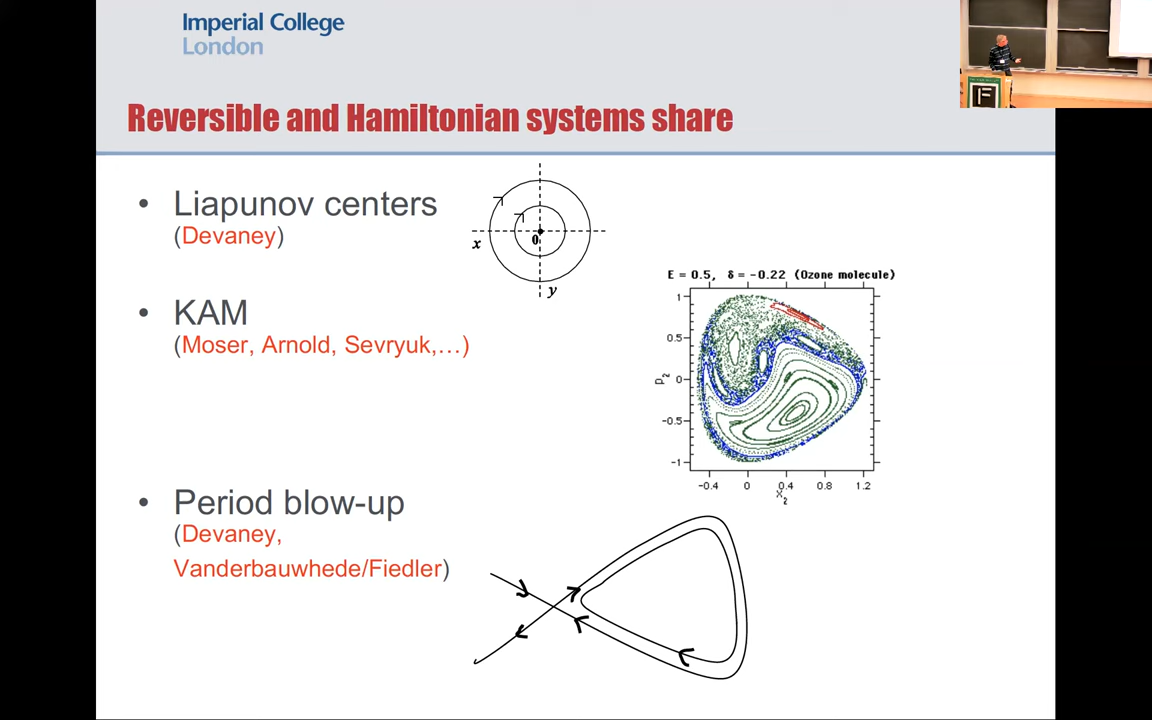 Imperial College
London
Reversible and Hamiltonian systems share
• Liapunov centers
(Devaney)
x
0
y
• KAM
(Moser, Arnold, Sevryuk,…)
E = 0.5, δ = -0.22 (Ozone molecule)
1
0.5
0
-0.5
-1
p2
-0.4 0 0.4 0.8 1.2
x2
• Period blow-up
(Devaney,
Vanderbauwhede/Fiedler)